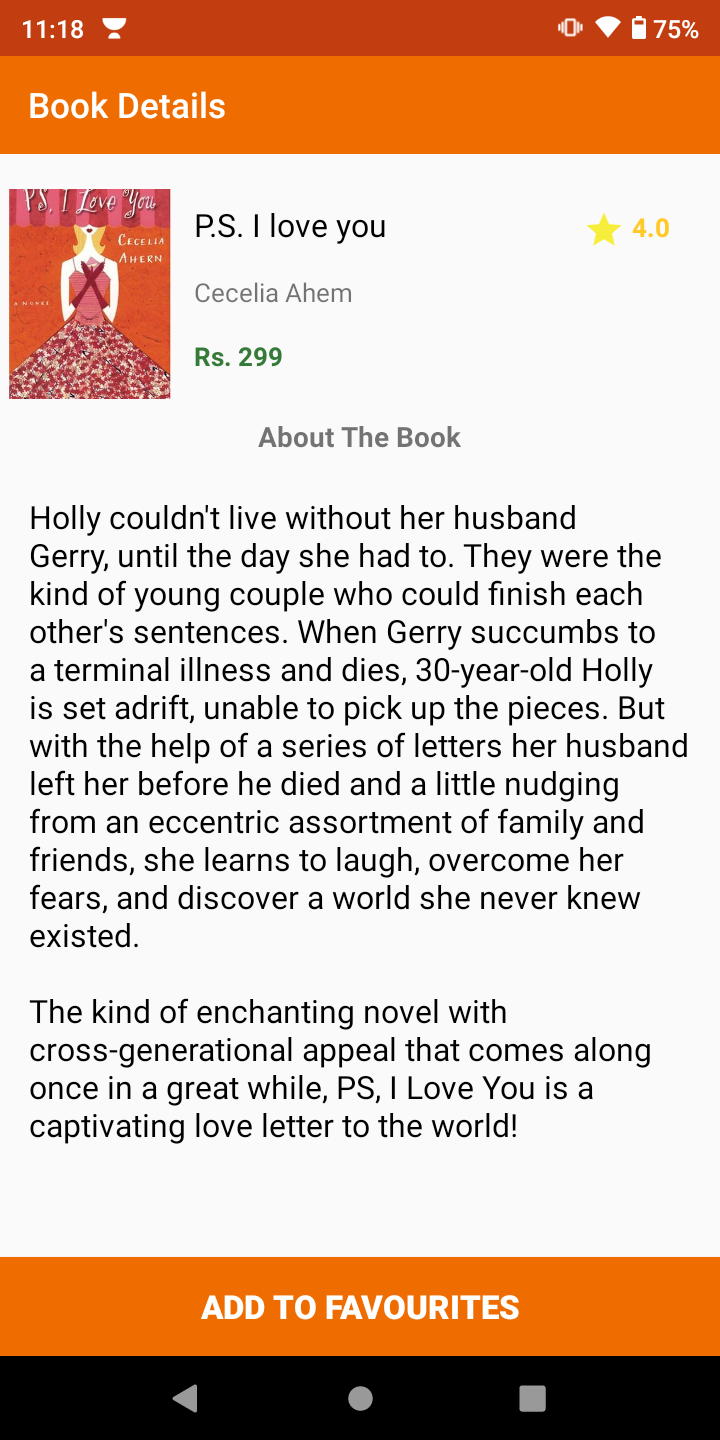 11:18
75%
Book Details
PS, I Love You
CECELIA
AHERN
A NOVEL
P.S. I love you
4.0
Cecelia Ahem
Rs. 299
About The Book
Holly couldn't live without her husband
Gerry, until the day she had to. They were the
kind of young couple who could finish each
other's sentences. When Gerry succumbs to
a terminal illness and dies, 30-year-old Holly
is set adrift, unable to pick up the pieces. But
with the help of a series of letters her husband
left her before he died and a little nudging
from an eccentric assortment of family and
friends, she learns to laugh, overcome her
fears, and discover a world she never knew
existed.
The kind of enchanting novel with
cross-generational appeal that comes along
once in a great while, PS, I Love You is a
captivating love letter to the world!
ADD TO FAVOURITES